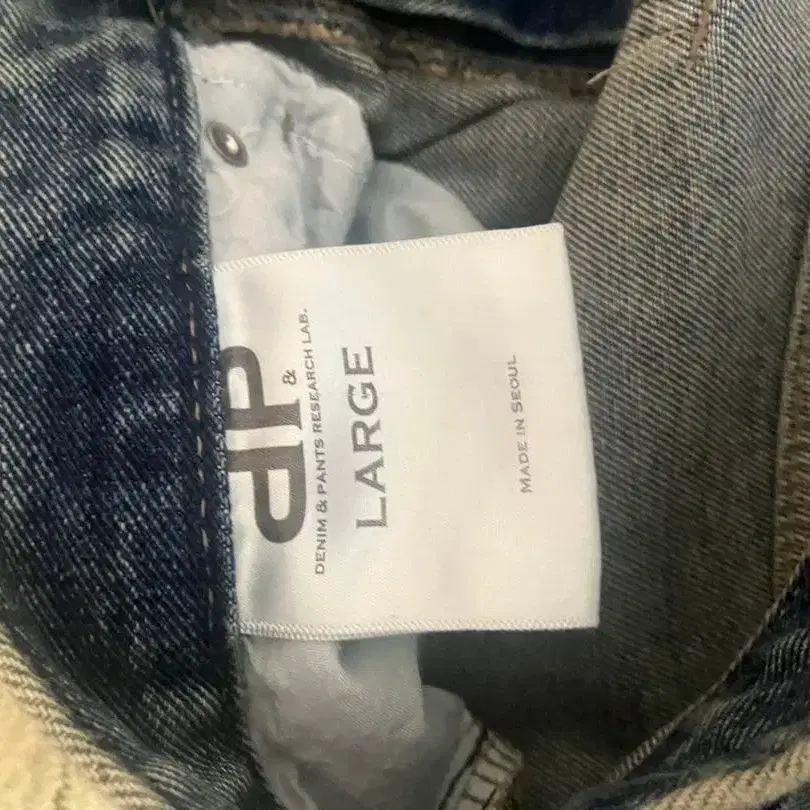 dP &
DENIM & PANTS RESEARCH LAB.
LARGE
MADE IN SEOUL